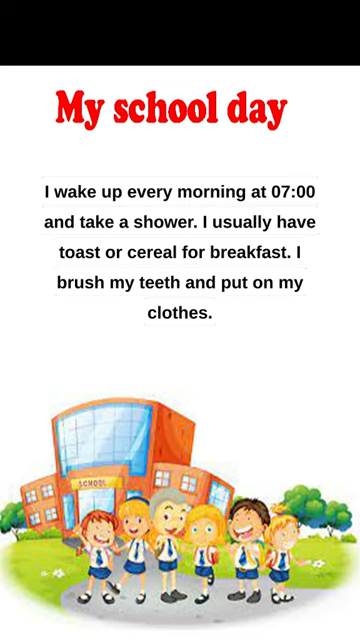 My school day
I wake up every morning at 07:00
and take a shower. I usually have
toast or cereal for breakfast. I
brush my teeth and put on my
clothes.
SCHOOL